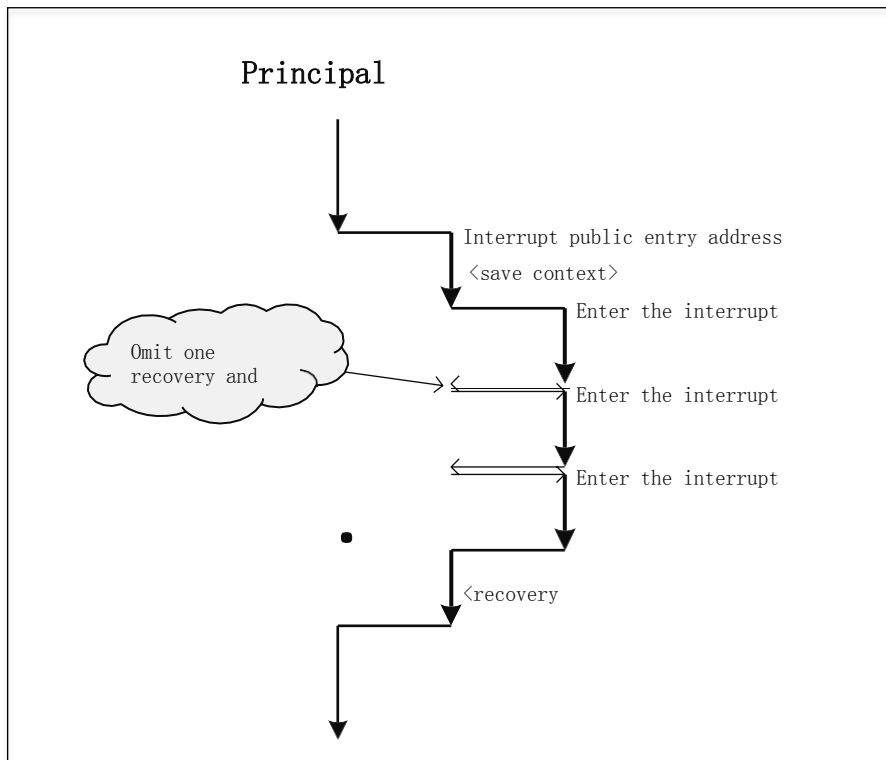 Principal
Interrupt public entry address
<save context>
Enter the interrupt
Omit one
recovery and
Enter the interrupt
Enter the interrupt
<recovery